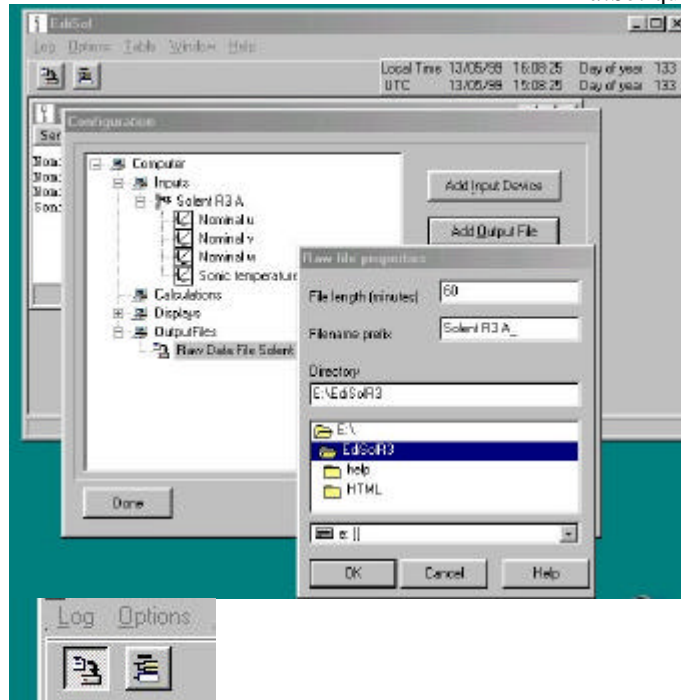 EdiSol
Log Options Table Window Help
Local Time 13/05/99 16:08:25 Day of year 133
UTC 13/05/99 15:08:25 Day of year 133
Configuration
Computer
Inputs
Solent R3 A
Nominal u
Nominal v
Nominal w
Sonic temperature
Calculations
Displays
OutputFiles
Raw Data File Solent
Add Input Device
Add Output File
Done
Raw file properties
File length (minutes) 60
Filename prefix Solent R3 A_
Directory
E:\EdiSolR3
E:\
EdiSolR3
help
HTML
e: []
OK Cancel Help
Log Options